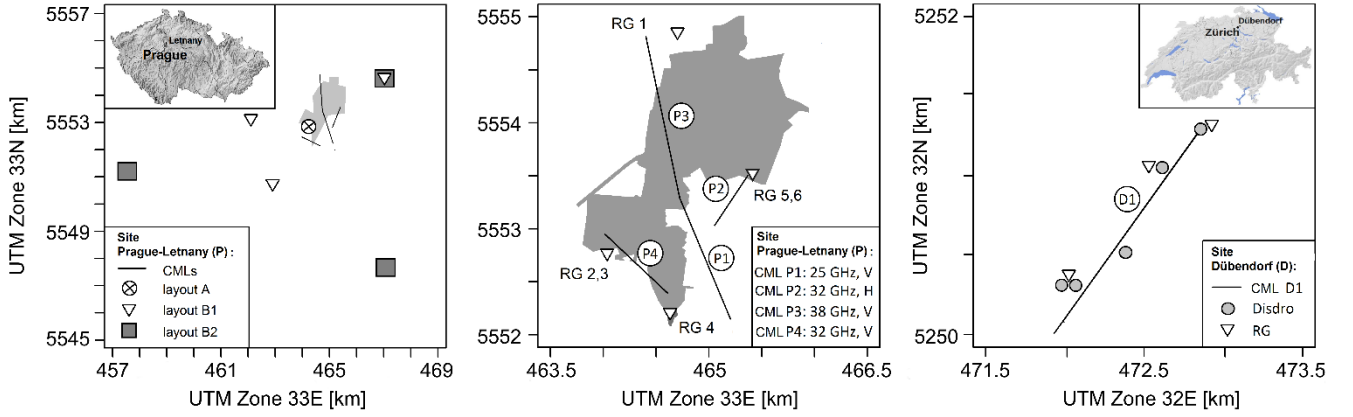 5557
5553
5549
5545
457
461
465
469
UTM Zone 33N [km]
UTM Zone 33E [km]
Letnany
Prague
Site
Prague-Letnany (P) :
CMLs
layout A
layout B1
layout B2
5555
5554
5553
5552
463.5
465
466.5
UTM Zone 33N [km]
UTM Zone 33E [km]
RG 1
P3
P2
RG 5,6
P4
P1
RG 2,3
RG 4
Site
Prague-Letnany (P):
CML P1: 25 GHz, V
CML P2: 32 GHz, H
CML P3: 38 GHz, V
CML P4: 32 GHz, V
5252
5250
471.5
472.5
473.5
UTM Zone 32N [km]
UTM Zone 32E [km]
Dübendorf
Zürich
D1
Site
Dübendorf (D):
CML D1
Disdro
RG